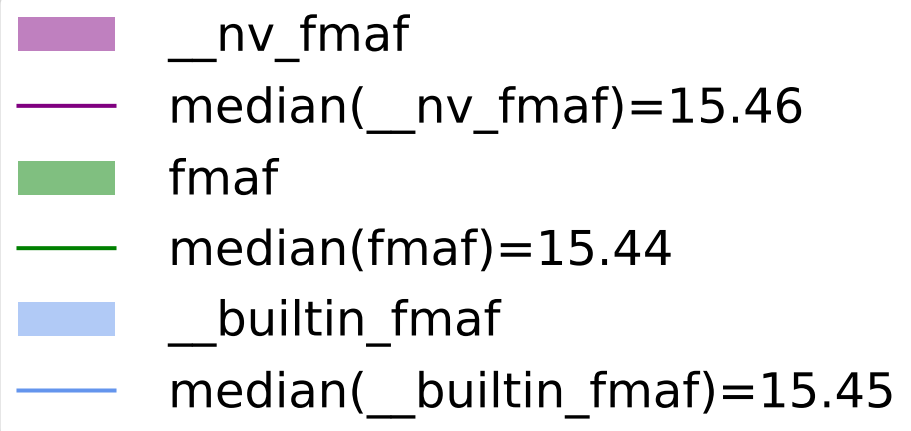 __nv_fmaf
median(__nv_fmaf)=15.46
fmaf
median(fmaf)=15.44
__builtin_fmaf
median(__builtin_fmaf)=15.45